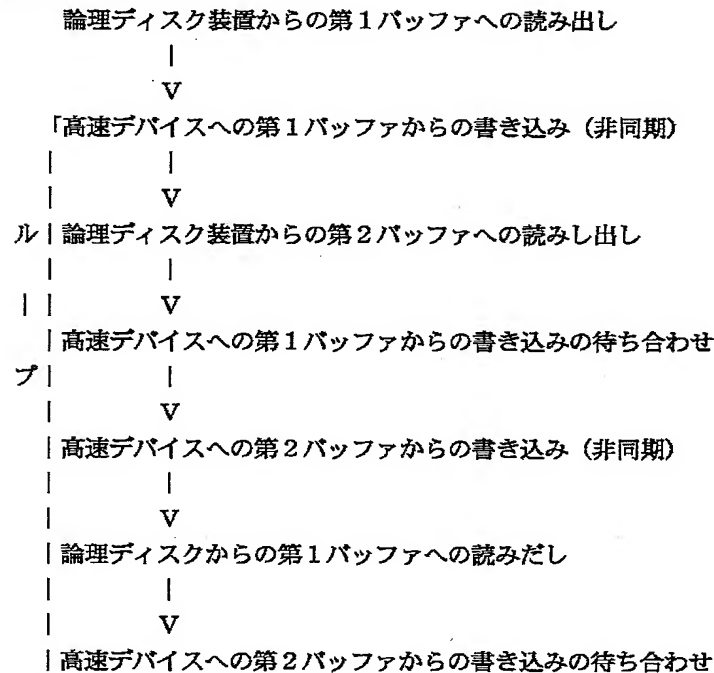 論理ディスク装置からの第1バッファへの読み出し
|
V
「高速デバイスへの第1バッファからの書き込み（非同期）
| |
| V
ル | 論理ディスク装置からの第2バッファへの読みし出し
| |
ー | V
| 高速デバイスへの第1バッファからの書き込みの待ち合わせ
プ | |
| V
| 高速デバイスへの第2バッファからの書き込み（非同期）
| |
| V
| 論理ディスクからの第1バッファへの読みだし
| |
| V
| 高速デバイスへの第2バッファからの書き込みの待ち合わせ